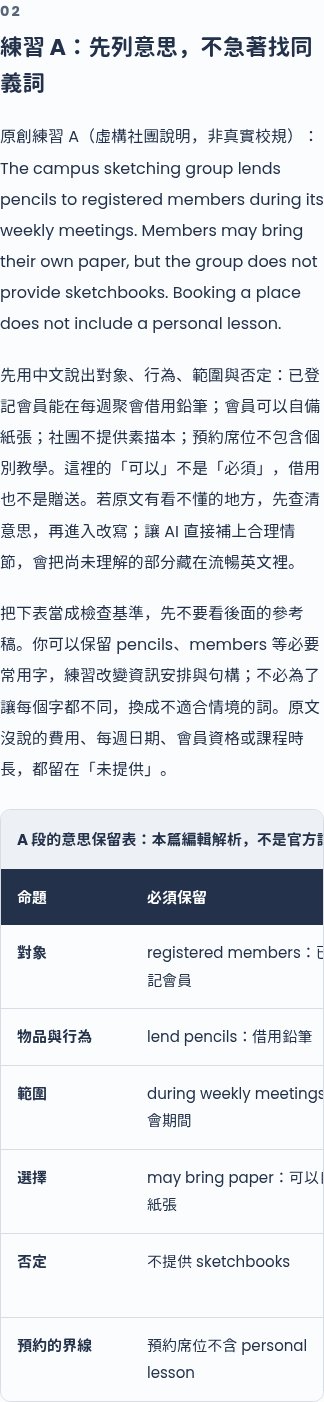 02
練習 A：先列意思，不急著找同
義詞
原創練習 A（虛構社團說明，非真實校規）：
The campus sketching group lends
pencils to registered members during its
weekly meetings. Members may bring
their own paper, but the group does not
provide sketchbooks. Booking a place
does not include a personal lesson.
先用中文說出對象、行為、範圍與否定：已登
記會員能在每週聚會借用鉛筆；會員可以自備
紙張；社團不提供素描本；預約席位不包含個
別教學。這裡的「可以」不是「必須」，借用
也不是贈送。若原文有看不懂的地方，先查清
意思，再進入改寫；讓 AI 直接補上合理情
節，會把尚未理解的部分藏在流暢英文裡。
把下表當成檢查基準，先不要看後面的參考
稿。你可以保留 pencils、members 等必要
常用字，練習改變資訊安排與句構；不必為了
讓每個字都不同，換成不適合情境的詞。原文
沒說的費用、每週日期、會員資格或課程時
長，都留在「未提供」。
A 段的意思保留表：本篇編輯解析，不是官方
命題 必須保留
對象 registered members：
記會員
物品與行為 lend pencils：借用鉛筆
範圍 during weekly meetings
會期間
選擇 may bring paper：可以
紙張
否定 不提供 sketchbooks
預約的界線 預約席位不含 personal
lesson